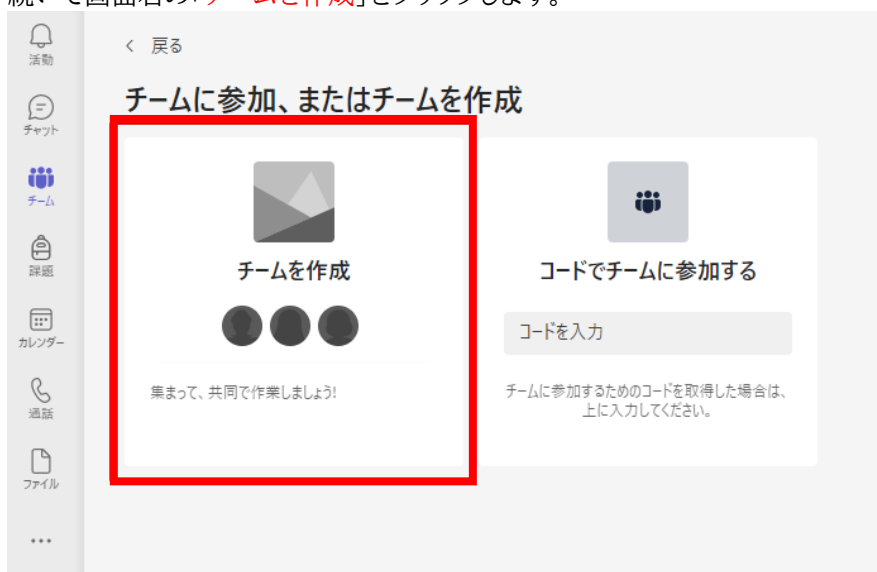 続いて画面右の「チームを作成」をクリックします。
活動
< 戻る
チームに参加、またはチームを作成
チャット
チーム
チームを作成
コードでチームに参加する
課題
コードを入力
カレンダー
集まって、共同で作業しましょう!
チームに参加するためのコードを取得した場合は、
上に入力してください。
通話
ファイル
...